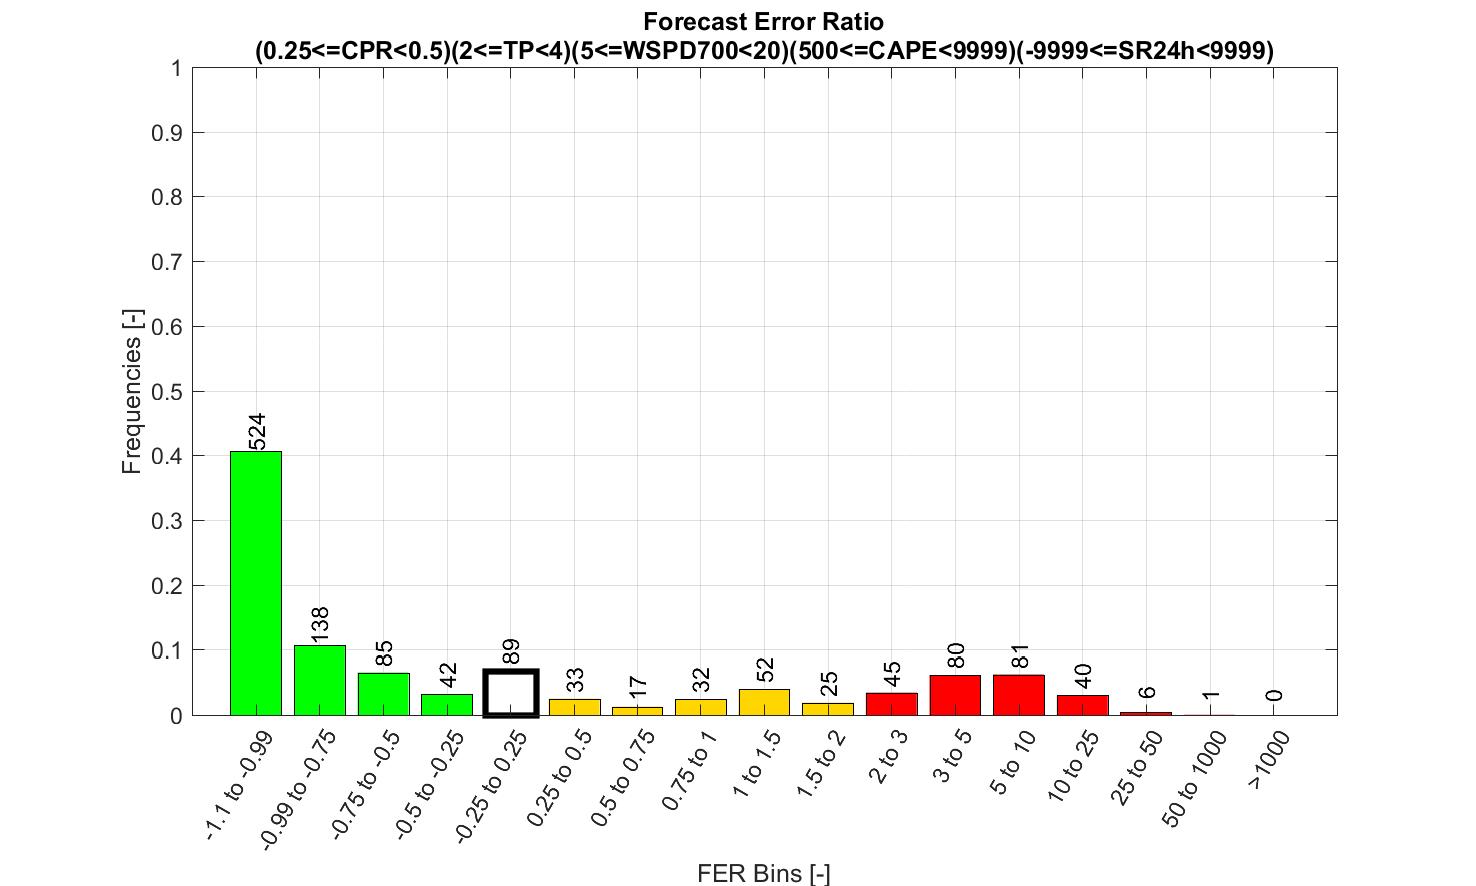 Forecast Error Ratio
(0.25<=CPR<0.5)(2<=TP<4)(5<=WSPD700<20)(500<=CAPE<9999)(-9999<=SR24h<9999)
1
0.9
0.8
0.7
0.6
0.5
0.4
0.3
0.2
0.1
0
Frequencies [-]
524
138
85
42
89
33
17
32
52
25
45
80
81
40
6
1
0
-1.1 to -0.99
-0.99 to -0.75
-0.75 to -0.5
-0.5 to -0.25
-0.25 to 0.25
0.25 to 0.5
0.5 to 0.75
0.75 to 1
1 to 1.5
1.5 to 2
2 to 3
3 to 5
5 to 10
10 to 25
25 to 50
50 to 1000
>1000
FER Bins [-]